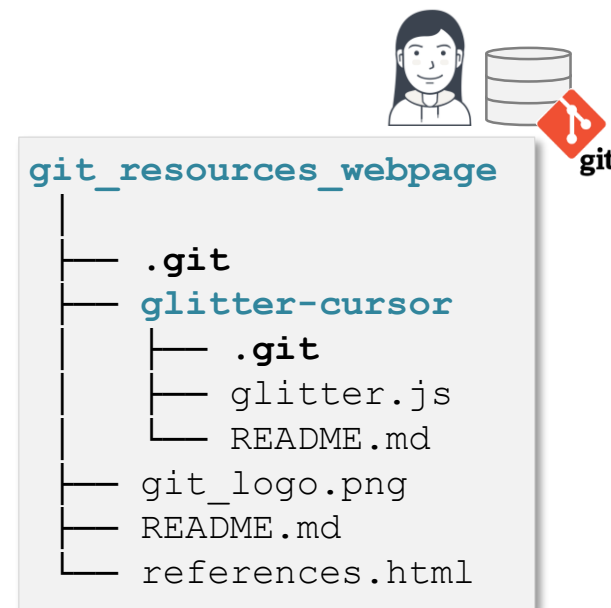 git
git_resources_webpage
│
├── .git
├── glitter-cursor
│   ├── .git
│   ├── glitter.js
│   └── README.md
├── git_logo.png
├── README.md
└── references.html